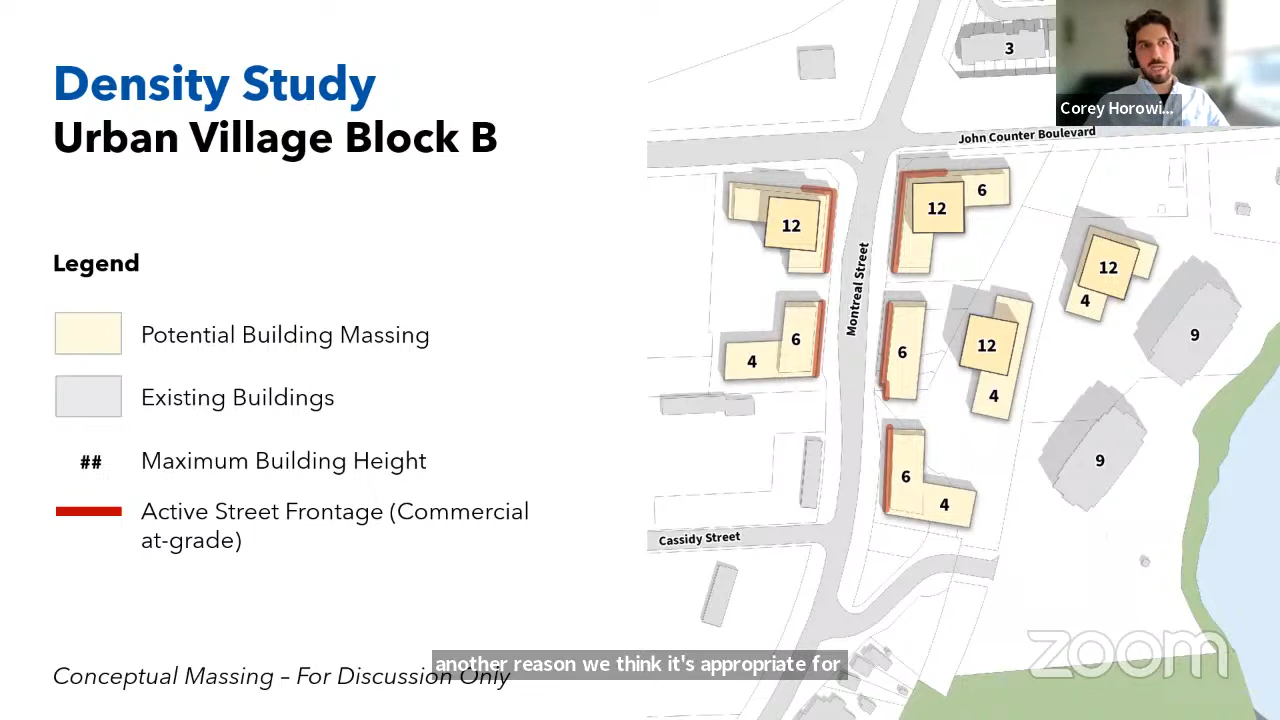 Density Study
Urban Village Block B
Legend
Potential Building Massing
Existing Buildings
## Maximum Building Height
Active Street Frontage (Commercial
at-grade)
Conceptual Massing – For Discussion Only
another reason we think it's appropriate for
3
Corey Horowi...
John Counter Boulevard
12
12
6
Montreal Street
12
4
9
6
4
6
12
4
9
6
4
Cassidy Street
zoom